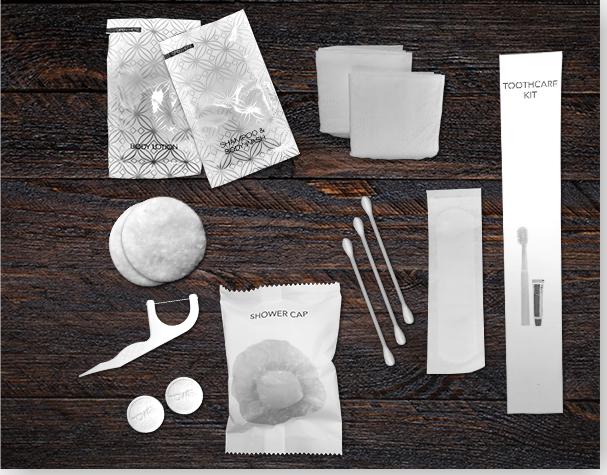 BODY LOTION
SHAMPOO &
BODY WASH
TOOTHCARE
KIT
SHOWER CAP